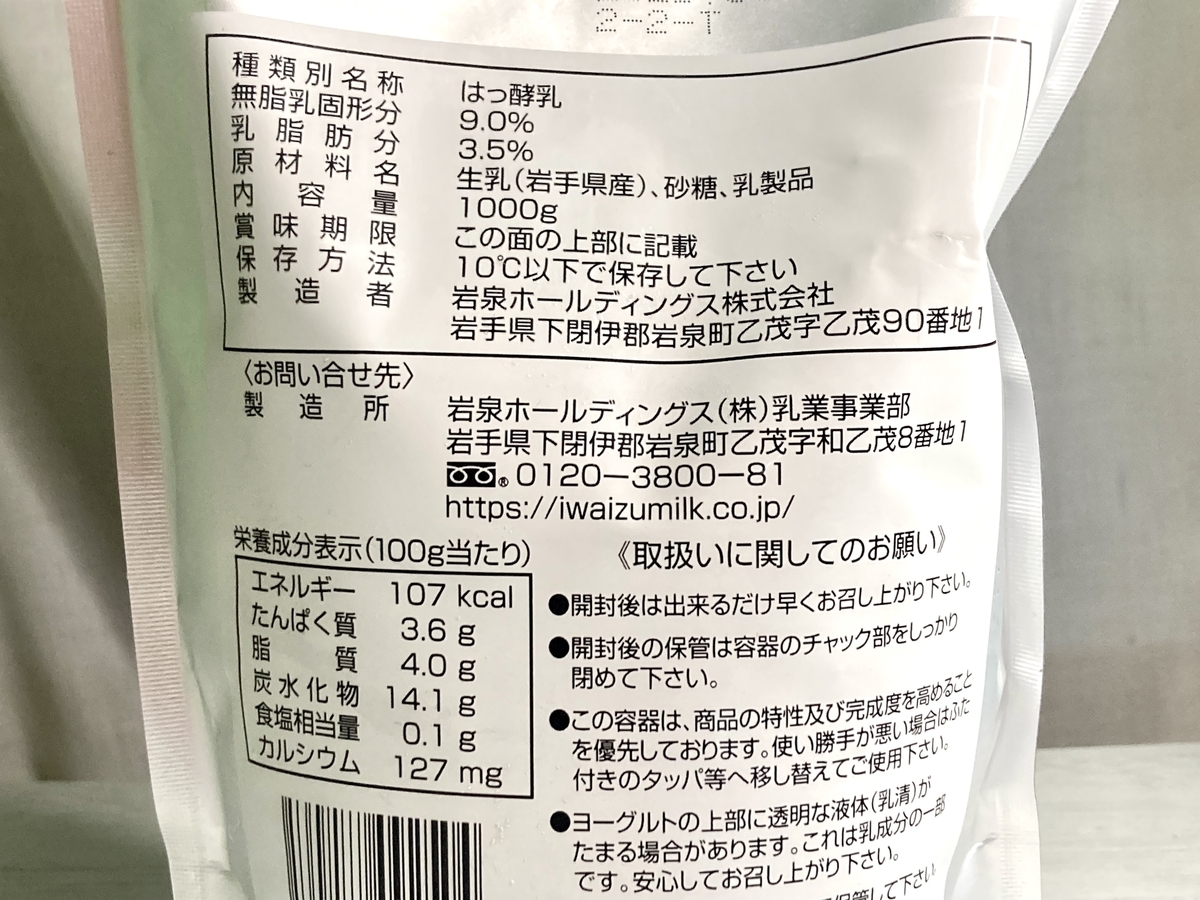 2-2-1
種類別名称 はっ酵乳
無脂乳固形分 9.0%
乳脂肪分 3.5%
原材料名 生乳(岩手県産)、砂糖、乳製品
内容量 1000g
賞味期限 この面の上部に記載
保存方法 10℃以下で保存して下さい
製造者 岩泉ホールディングス株式会社
岩手県下閉伊郡岩泉町乙茂字乙茂90番地1
〈お問い合せ先〉
製造所 岩泉ホールディングス(株)乳業事業部
岩手県下閉伊郡岩泉町乙茂字和乙茂8番地1
0120−3800−81
https://iwaizumilk.co.jp/
栄養成分表示(100g当たり)
エネルギー 107 kcal
たんぱく質 3.6 g
脂質 4.0 g
炭水化物 14.1 g
食塩相当量 0.1 g
カルシウム 127 mg
《取扱いに関してのお願い》
●開封後は出来るだけ早くお召し上がり下さい。
●開封後の保管は容器のチャック部をしっかり
閉めて下さい。
●この容器は、商品の特性及び完成度を高めること
を優先しております。使い勝手が悪い場合はふた
付きのタッパ等へ移し替えてご使用下さい。
●ヨーグルトの上部に透明な液体(乳清)が
たまる場合があります。これは乳成分の一部
です。安心してお召し上がり下さい。
保管して下さい